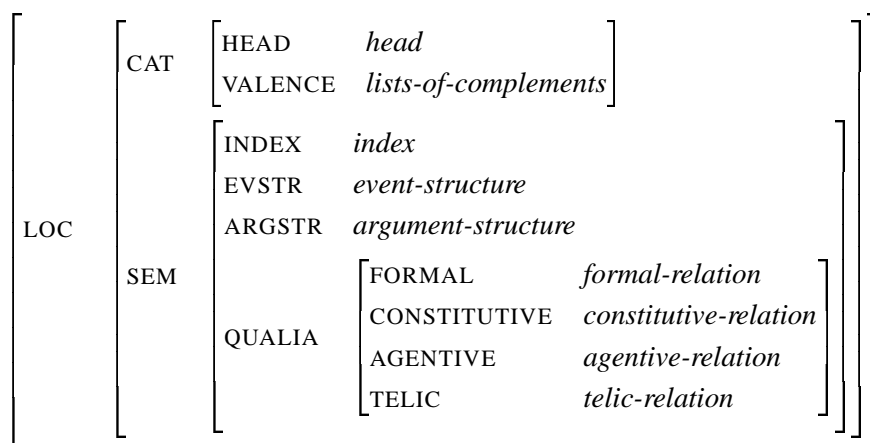 HEAD head
CAT
VALENCE lists-of-complements
INDEX index
EVSTR event-structure
LOC ARGSTR argument-structure
SEM FORMAL formal-relation
CONSTITUTIVE constitutive-relation
QUALIA
AGENTIVE agentive-relation
TELIC telic-relation